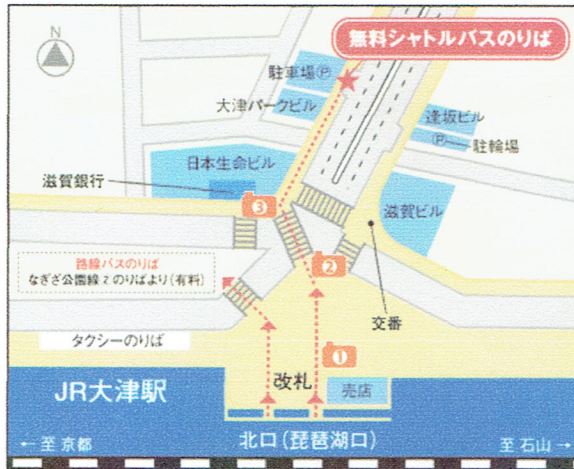 N
無料シャトルバスのりば
駐車場Ⓟ
大津パークビル
逢坂ビル
Ⓟ
駐輪場
日本生命ビル
滋賀銀行
滋賀ビル
❸
❷
路線バスのりば
なぎさ公園線2のりばより(有料)
交番
タクシーのりば
❶
改札
売店
JR大津駅
北口(琵琶湖口)
← 至 京都
至 石山 →